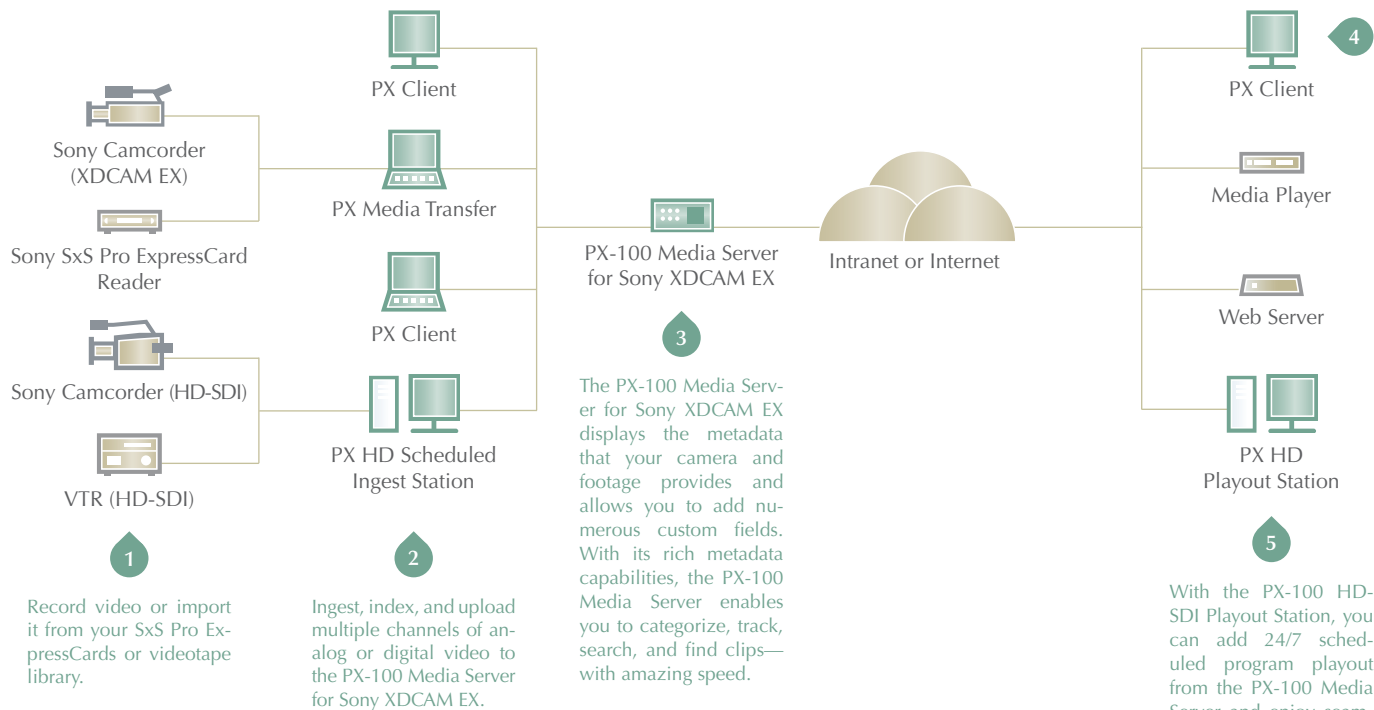 PX Client
Sony Camcorder
(XDCAM EX)
PX Media Transfer
Sony SxS Pro ExpressCard
Reader
PX Client
Sony Camcorder (HD-SDI)
PX HD Scheduled
Ingest Station
VTR (HD-SDI)
1
Record video or import
it from your SxS Pro Ex-
pressCards or videotape
library.
2
Ingest, index, and upload
multiple channels of an-
alog or digital video to
the PX-100 Media Server
for Sony XDCAM EX.
PX-100 Media Server
for Sony XDCAM EX
3
The PX-100 Media Serv-
er for Sony XDCAM EX
displays the metadata
that your camera and
footage provides and
allows you to add nu-
merous custom fields.
With its rich metadata
capabilities, the PX-100
Media Server enables
you to categorize, track,
search, and find clips—
with amazing speed.
Intranet or Internet
4
PX Client
Media Player
Web Server
PX HD
Playout Station
5
With the PX-100 HD-
SDI Playout Station, you
can add 24/7 sched-
uled program playout
from the PX-100 Media
Server and enjoy seam-